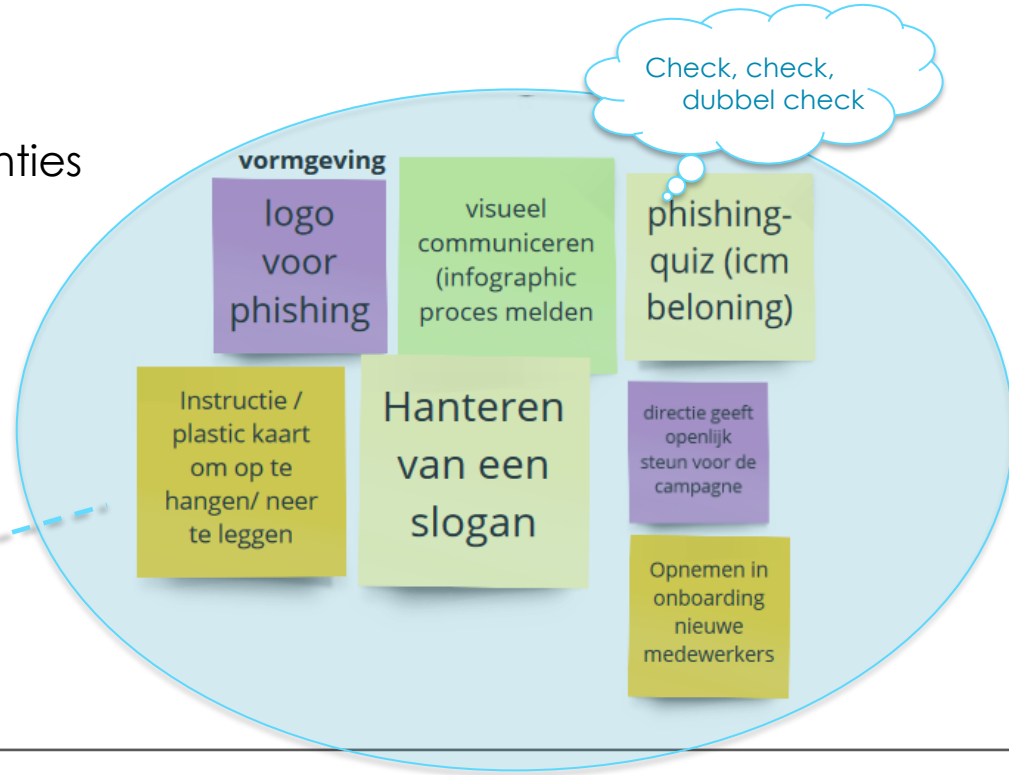 Check, check,
dubbel check
nties
vormgeving
logo
voor
phishing
visueel
communiceren
(infographic
proces melden
phishing-
quiz (icm
beloning)
Instructie /
plastic kaart
om op te
hangen/ neer
te leggen
Hanteren
van een
slogan
directie geeft
openlijk
steun voor de
campagne
Opnemen in
onboarding
nieuwe
medewerkers